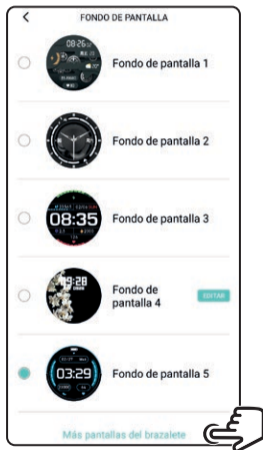 FONDO DE PANTALLA
08:26
Fondo de pantalla 1
Fondo de pantalla 2
08:35
Fondo de pantalla 3
09:28
Fondo de
pantalla 4
EDITAR
03:29
Fondo de pantalla 5
Más pantallas del brazalete